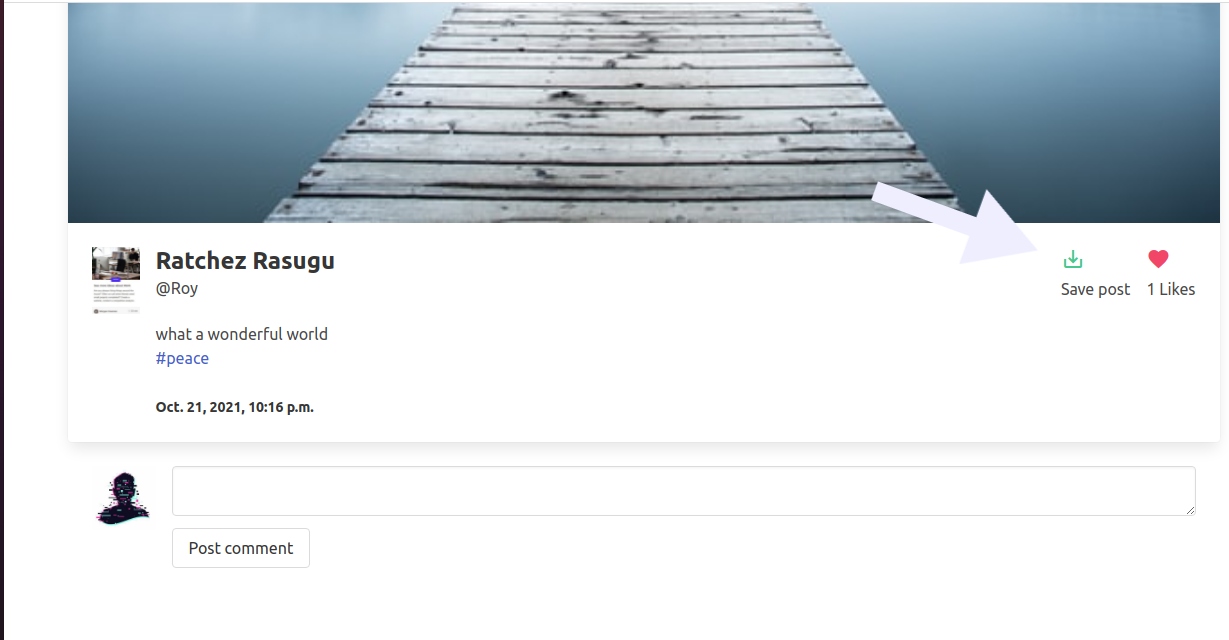 Ratchez Rasugu
@Roy
Save post
1 Likes
what a wonderful world
#peace
Oct. 21, 2021, 10:16 p.m.
Post comment